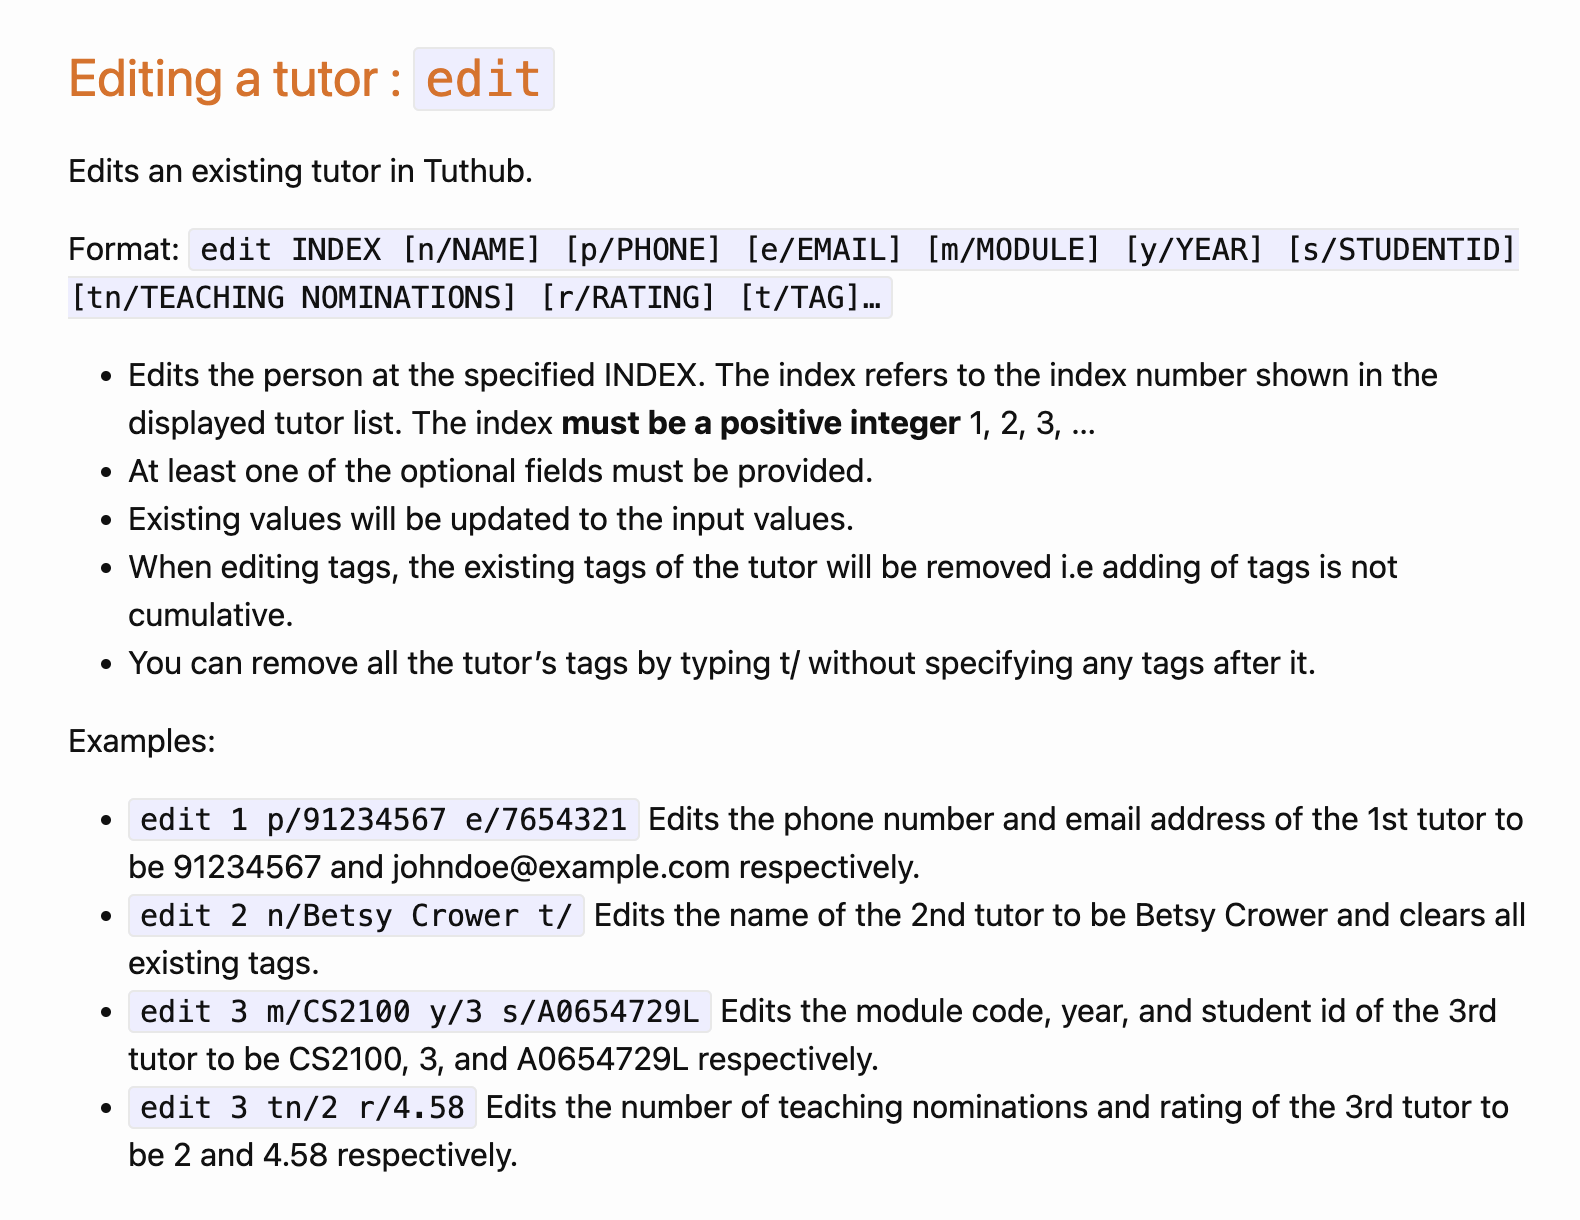 Editing a tutor : edit
Edits an existing tutor in Tuthub.
Format: edit INDEX [n/NAME] [p/PHONE] [e/EMAIL] [m/MODULE] [y/YEAR] [s/STUDENTID]
[tn/TEACHING NOMINATIONS] [r/RATING] [t/TAG]…
• Edits the person at the specified INDEX. The index refers to the index number shown in the
displayed tutor list. The index must be a positive integer 1, 2, 3, …
• At least one of the optional fields must be provided.
• Existing values will be updated to the input values.
• When editing tags, the existing tags of the tutor will be removed i.e adding of tags is not
cumulative.
• You can remove all the tutor’s tags by typing t/ without specifying any tags after it.
Examples:
• edit 1 p/91234567 e/7654321 Edits the phone number and email address of the 1st tutor to
be 91234567 and johndoe@example.com respectively.
• edit 2 n/Betsy Crower t/ Edits the name of the 2nd tutor to be Betsy Crower and clears all
existing tags.
• edit 3 m/CS2100 y/3 s/A0654729L Edits the module code, year, and student id of the 3rd
tutor to be CS2100, 3, and A0654729L respectively.
• edit 3 tn/2 r/4.58 Edits the number of teaching nominations and rating of the 3rd tutor to
be 2 and 4.58 respectively.